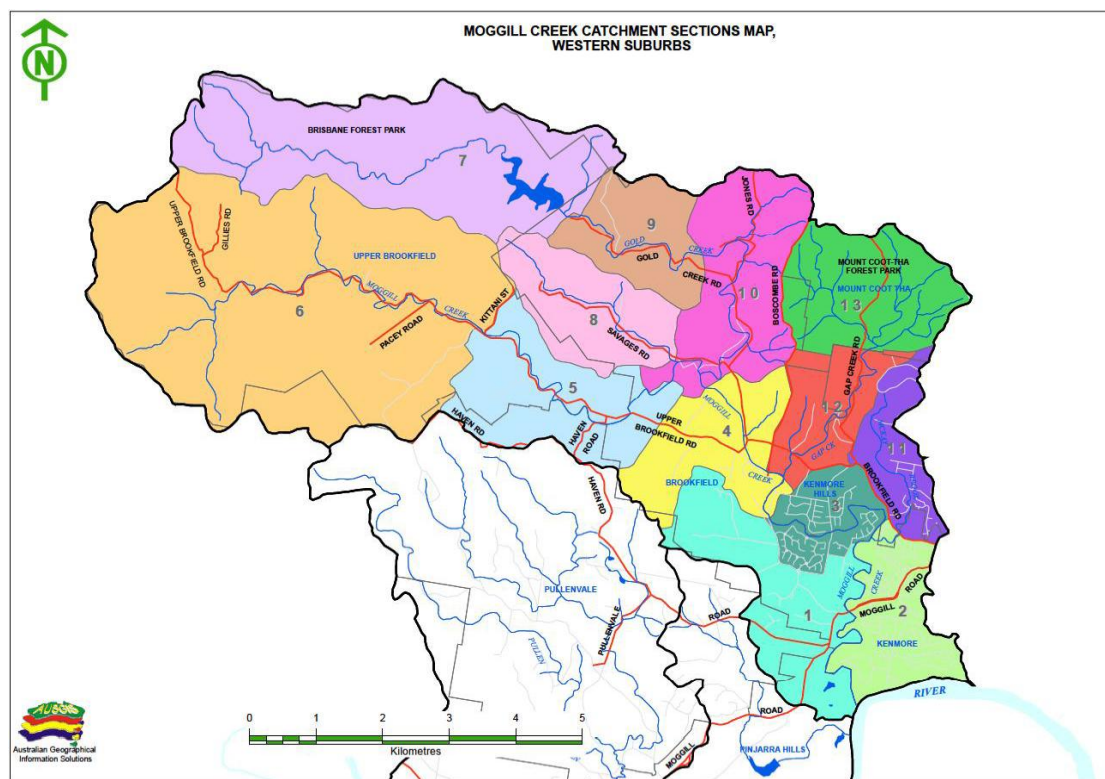 MOGGILL CREEK CATCHMENT SECTIONS MAP,
WESTERN SUBURBS
N
BRISBANE FOREST PARK
7
UPPER BROOKFIELD RD
GILLIES RD
UPPER BROOKFIELD
6
MOGGILL
CREEK
PACEY ROAD
KITTANI ST
9
GOLD
CREEK
GOLD
CREEK RD
JONES RD
10
BOSCOMBE RD
MOUNT COOT-THA
FOREST PARK
MOUNT COOT THA
13
8
SAVAGES RD
GAP CREEK RD
5
HAVEN RD
HAVEN
ROAD
UPPER
BROOKFIELD RD
MOGGILL
4
CREEK
12
GAP CK
11
BROOKFIELD RD
BROOKFIELD
KENMORE
HILLS
3
HAVEN RD
PULLENVALE
PULLENVALE
PULLEN
ROAD
1
MOGGILL
CREEK
MOGGILL
ROAD
2
KENMORE
RIVER
ROAD
MOGGILL
PINJARRA HILLS
0 1 2 3 4 5
Kilometres
AUSGIS
Australian Geographical
Information Solutions